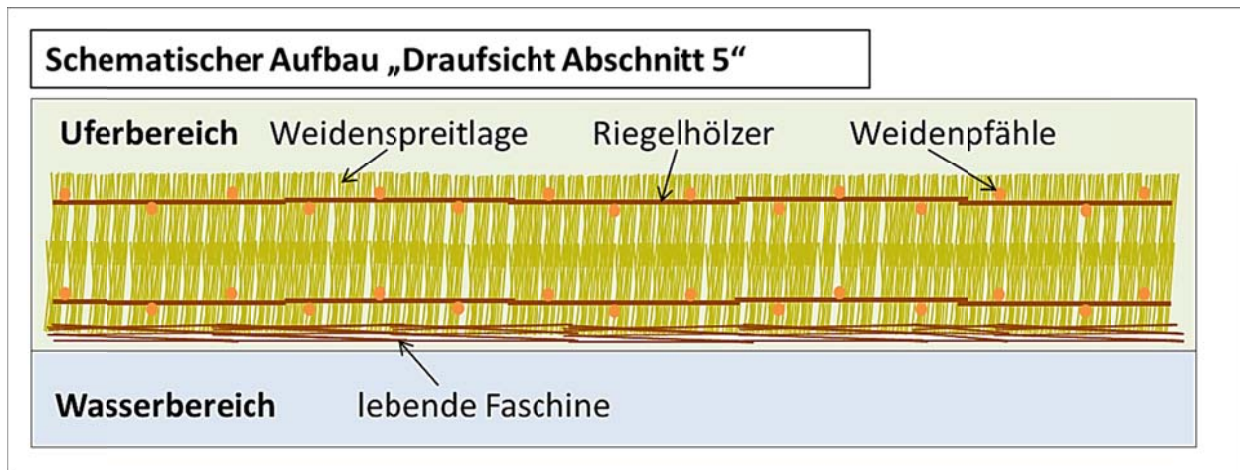 Schematischer Aufbau „Draufsicht Abschnitt 5“
Uferbereich Weidenspreitlage Riegelhölzer Weidenpfähle
Wasserbereich lebende Faschine